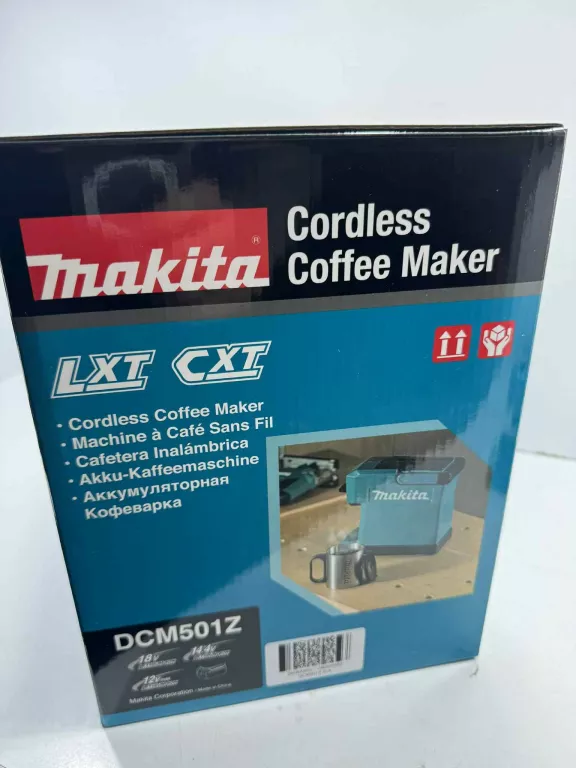 makita®
Cordless
Coffee Maker
LXT CXT
· Cordless Coffee Maker
· Machine à Café Sans Fil
· Cafetera Inalámbrica
· Akku-Kaffeemaschine
· Аккумуляторная
Кофеварка
makita
DCM501Z
18V 14.4V
12Vmax
Makita Corporation